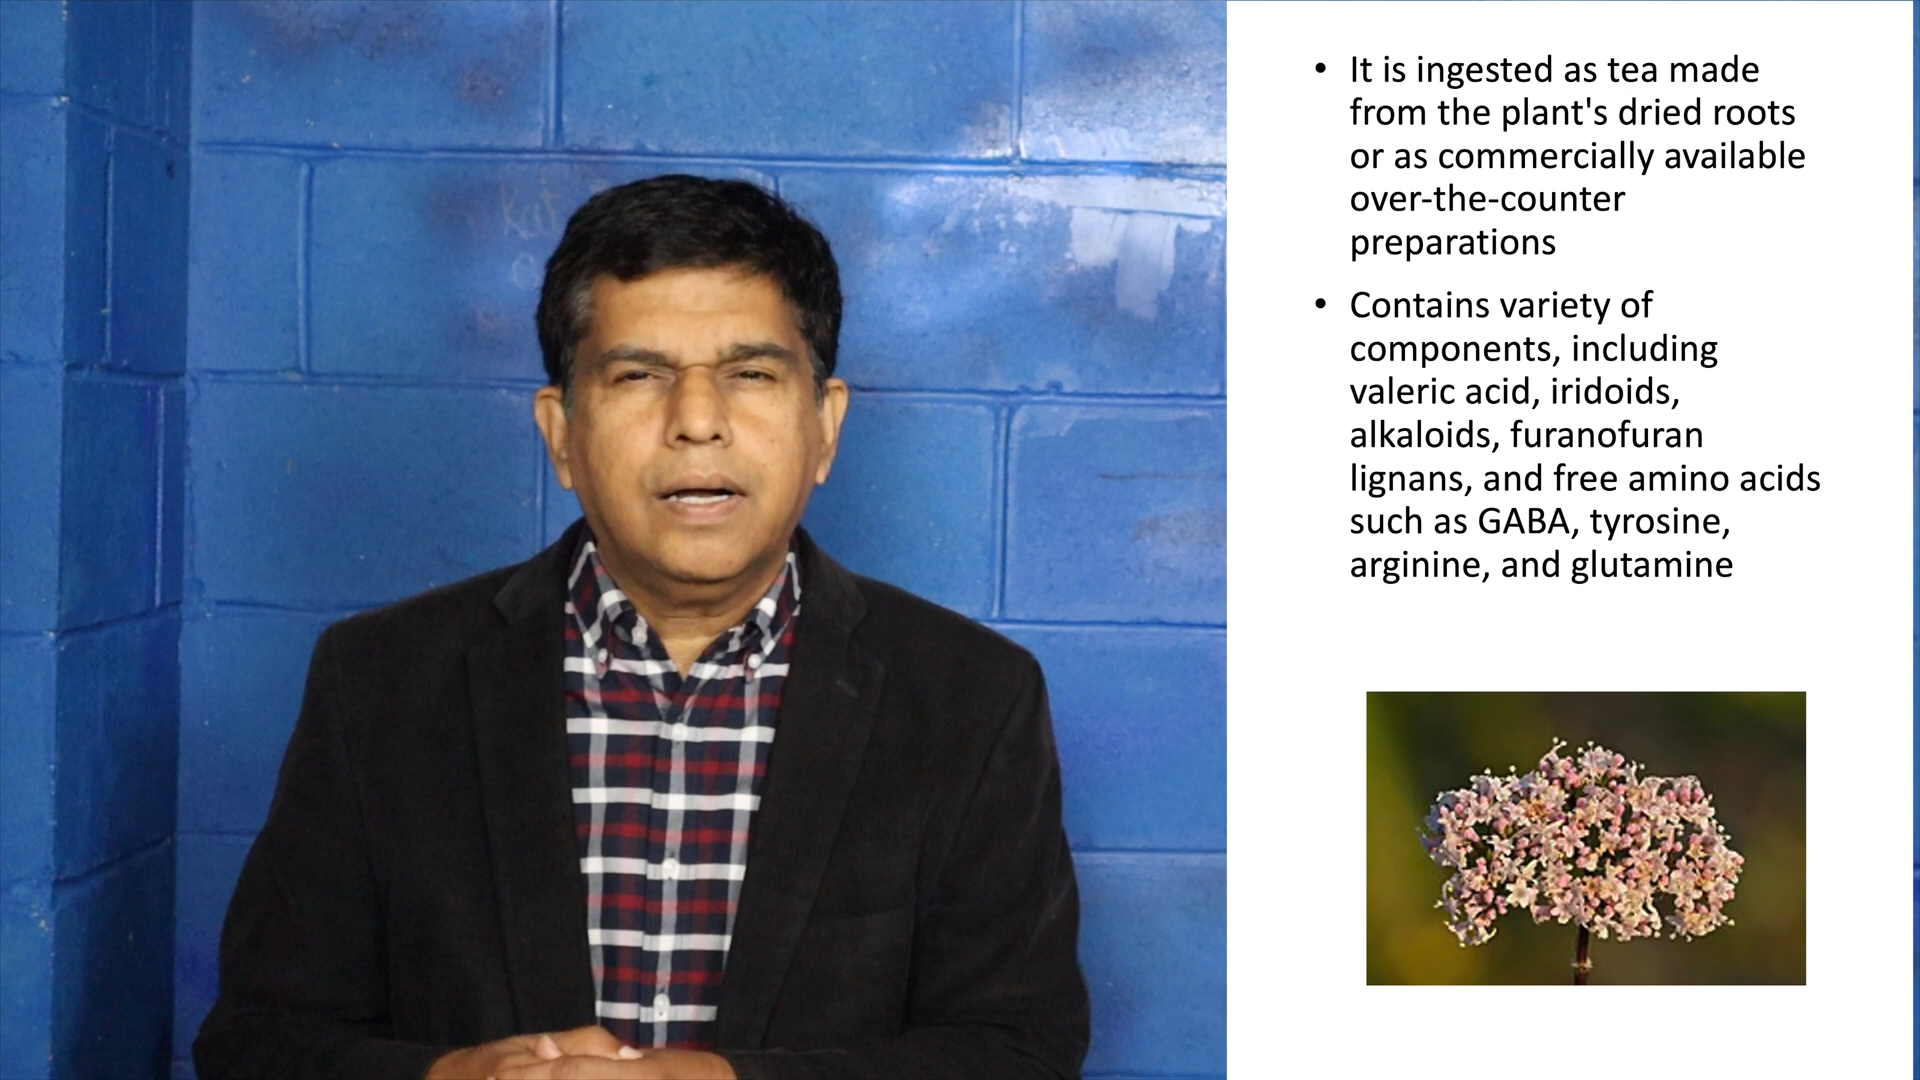 • It is ingested as tea made
from the plant's dried roots
or as commercially available
over-the-counter
preparations
• Contains variety of
components, including
valeric acid, iridoids,
alkaloids, furanofuran
lignans, and free amino acids
such as GABA, tyrosine,
arginine, and glutamine